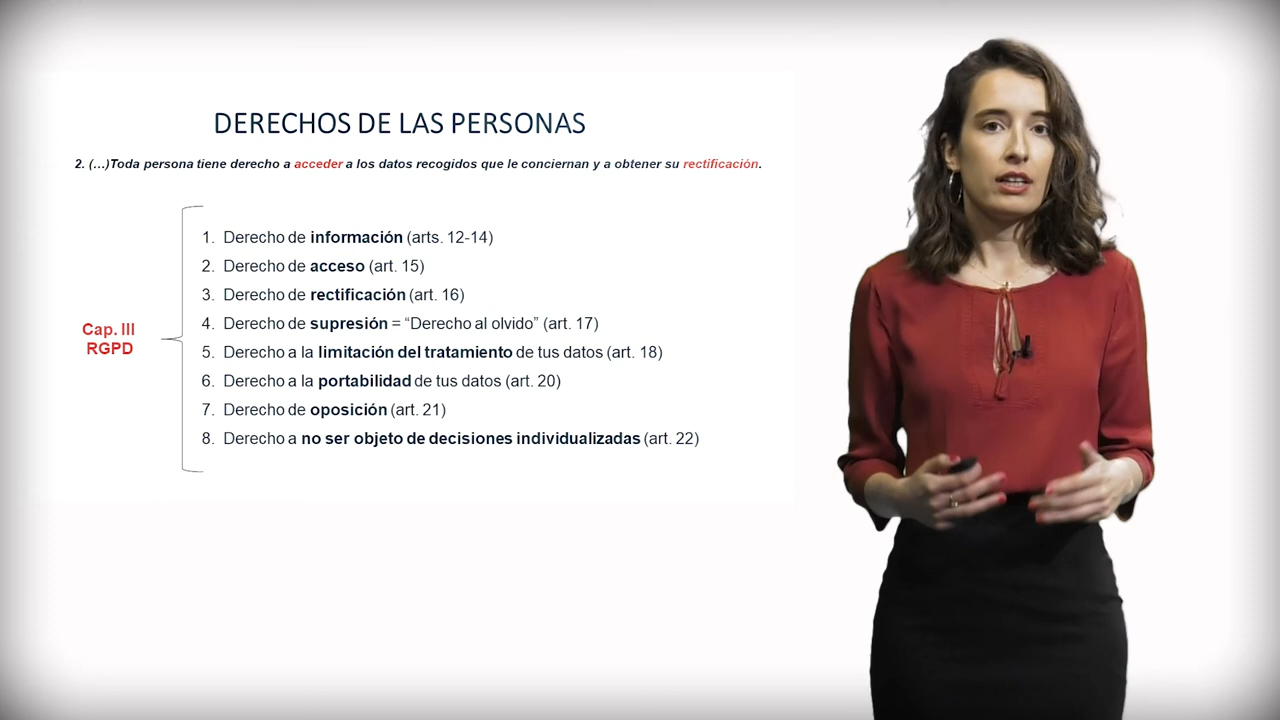 DERECHOS DE LAS PERSONAS
2. (…)Toda persona tiene derecho a acceder a los datos recogidos que le conciernan y a obtener su rectificación.
1. Derecho de información (arts. 12-14)
2. Derecho de acceso (art. 15)
3. Derecho de rectificación (art. 16)
4. Derecho de supresión = “Derecho al olvido” (art. 17)
5. Derecho a la limitación del tratamiento de tus datos (art. 18)
6. Derecho a la portabilidad de tus datos (art. 20)
7. Derecho de oposición (art. 21)
8. Derecho a no ser objeto de decisiones individualizadas (art. 22)
Cap. III
RGPD